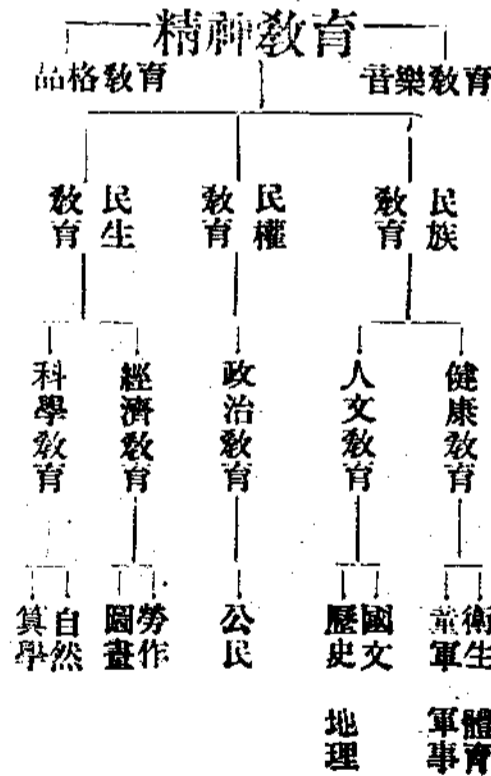 精神教育
音樂教育
品格教育
民族教育
民權教育
民生教育
健康教育
人文教育
政治教育
經濟教育
科學教育
衛生 體育
童軍 軍事
國文
歷史 地理
公民
勞作
圖畫
自然
算學